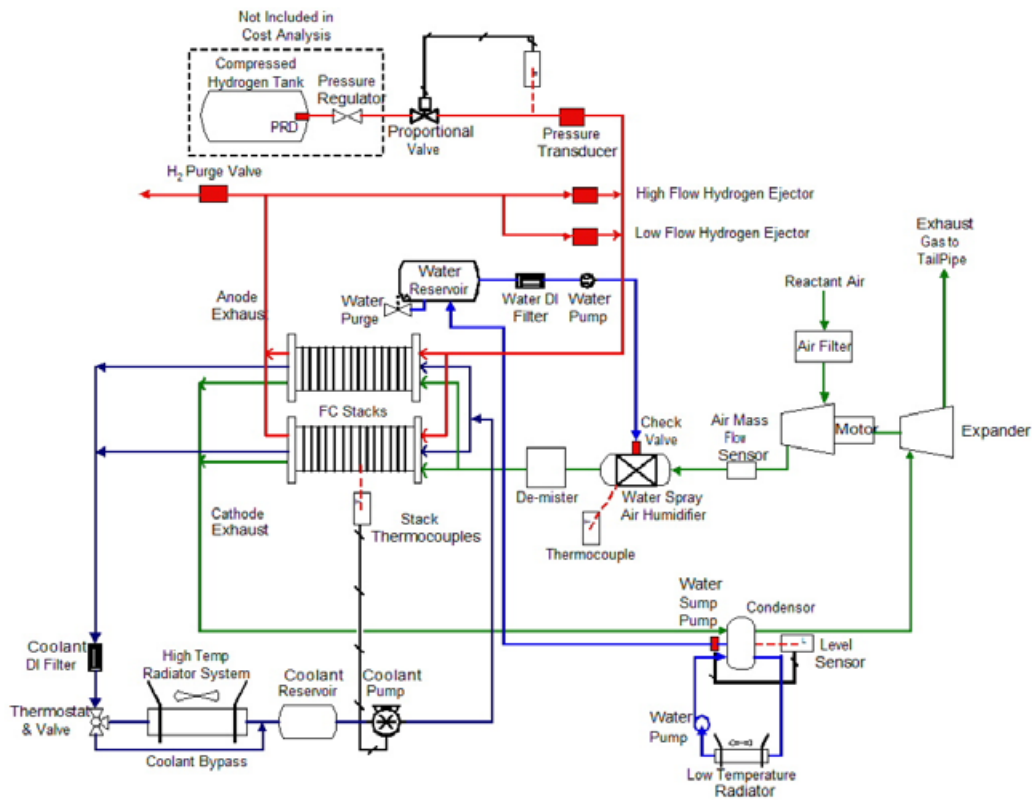 Not Included in
Cost Analysis
Compressed
Hydrogen Tank
PRD
Pressure
Regulator
Proportional
Valve
Pressure
Transducer
H2 Purge Valve
High Flow Hydrogen Ejector
Low Flow Hydrogen Ejector
Exhaust
Gas to
TailPipe
Water
Reservoir
Water
Purge
Water DI
Filter
Water
Pump
Reactant Air
Air Filter
Anode
Exhaus
FC Stacks
Check
Valve
Air Mass
Flow
Sensor
Motor
Expander
De-mister
Water Spray
Air Humidifier
Thermocouple
Cathode
Exhaust
Stack
Thermocouples
Water
Sump
Pump
Condensor
L
Level
Sensor
Coolant
DI Filter
High Temp
Radiator System
Coolant
Reservoir
Coolant
Pump
Thermostat
& Valve
Coolant Bypass
Water
Pump
Low Temperature
Radiator